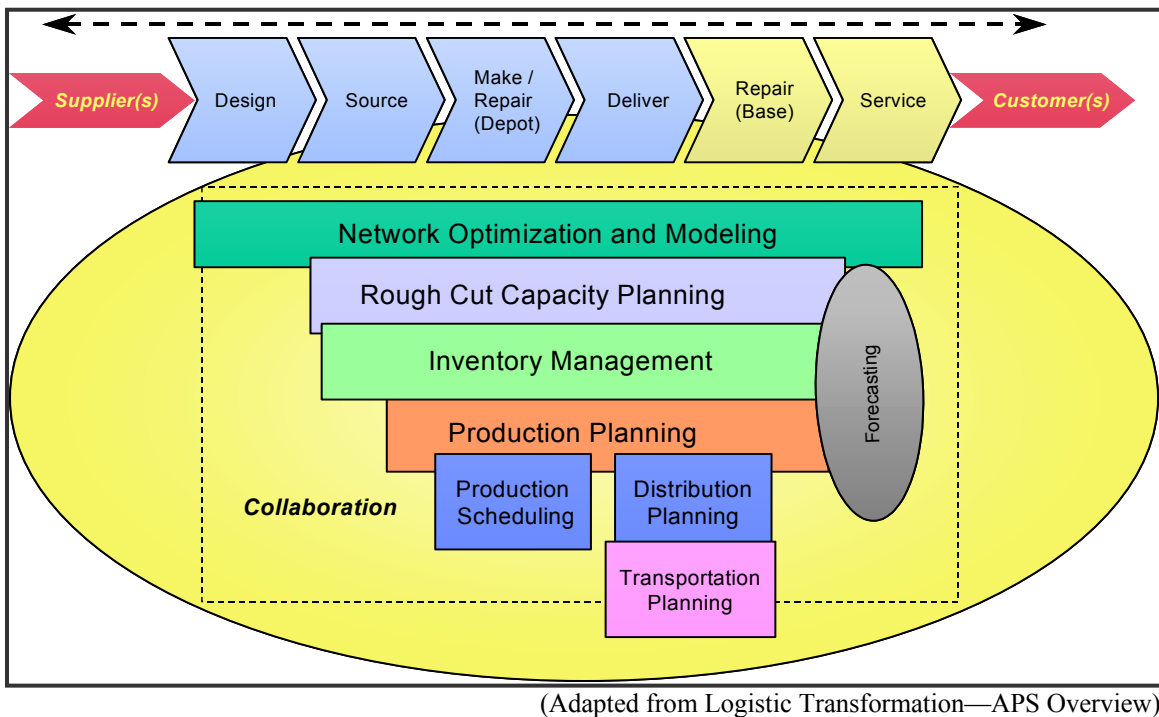 Supplier(s)
Design
Source
Make /
Repair
(Depot)
Deliver
Repair
(Base)
Service
Customer(s)
Network Optimization and Modeling
Rough Cut Capacity Planning
Inventory Management
Forecasting
Production Planning
Collaboration
Production
Scheduling
Distribution
Planning
Transportation
Planning
(Adapted from Logistic Transformation—APS Overview)